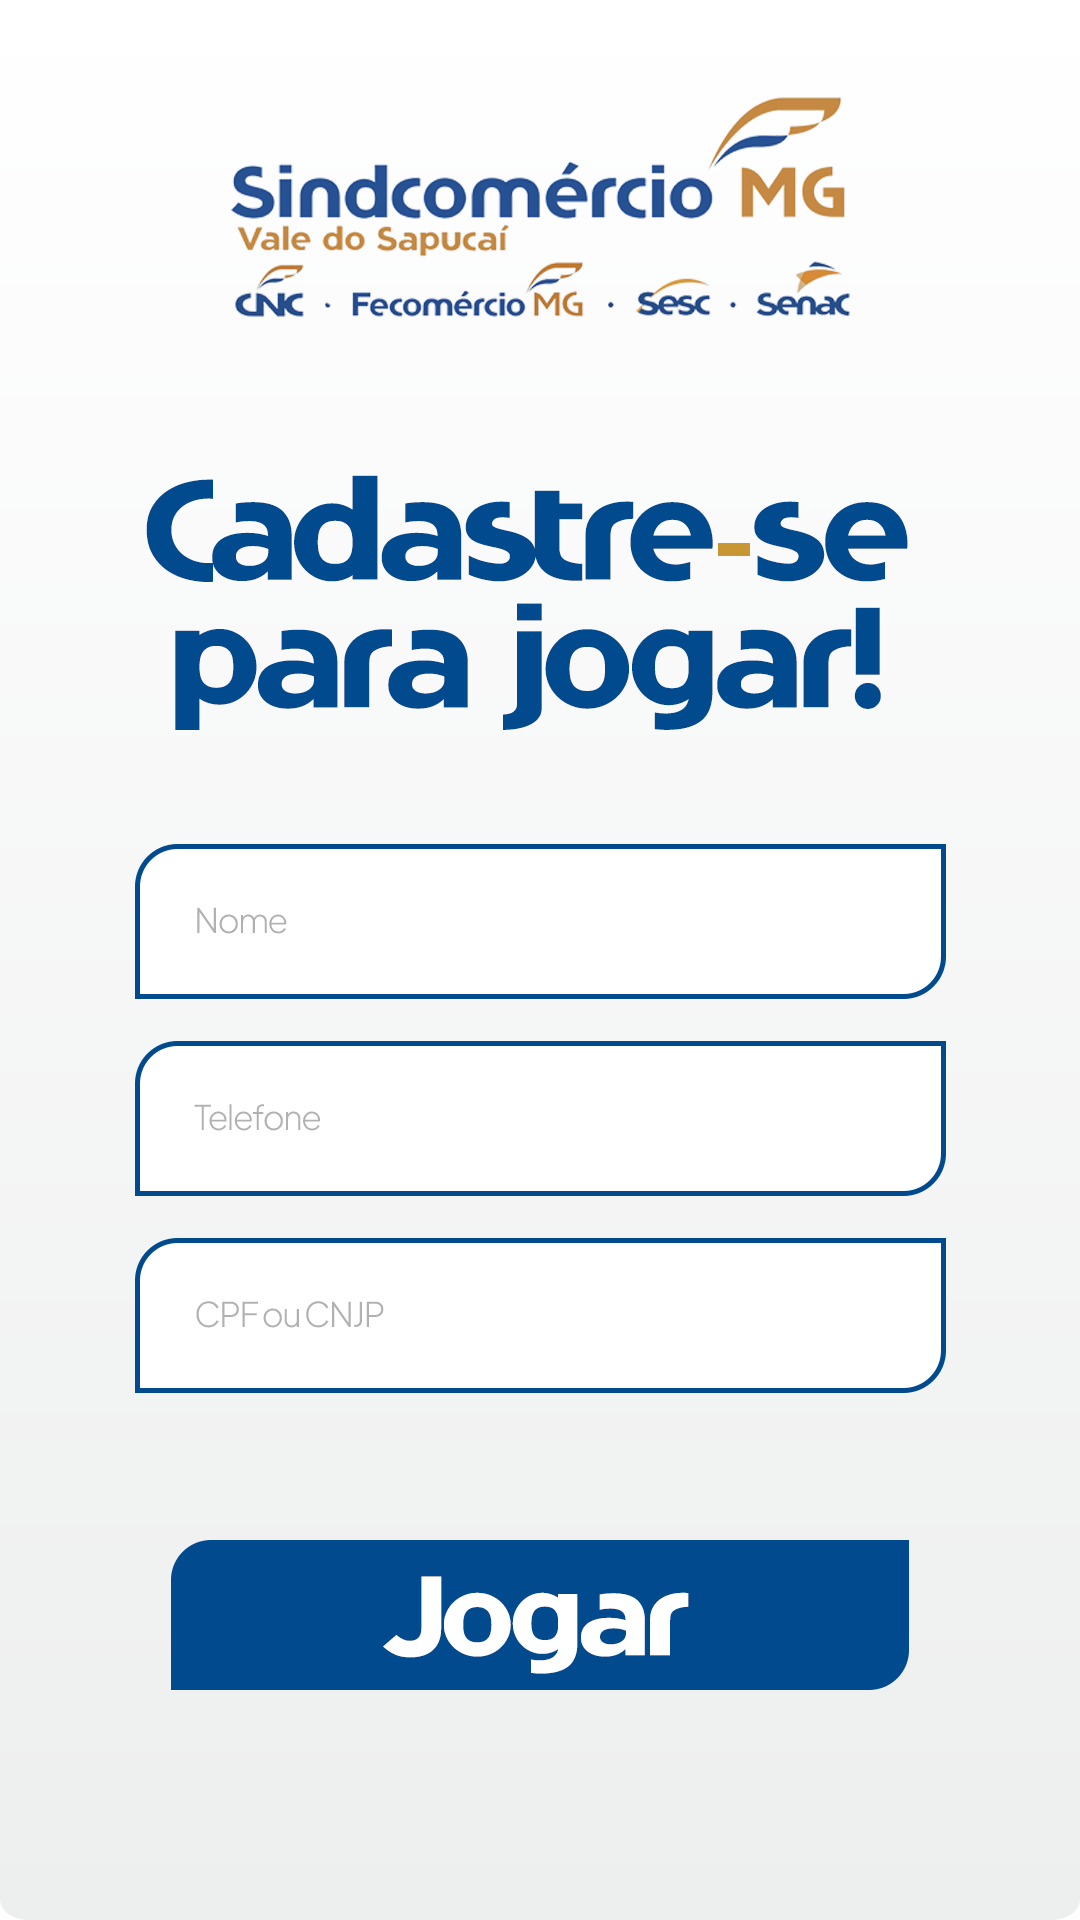 Sindcomércio MG
Vale do Sapucaí
CNC · Fecomércio MG · Sesc · Senac
Cadastre-se
para jogar!
Nome
Telefone
CPF ou CNJP
Jogar